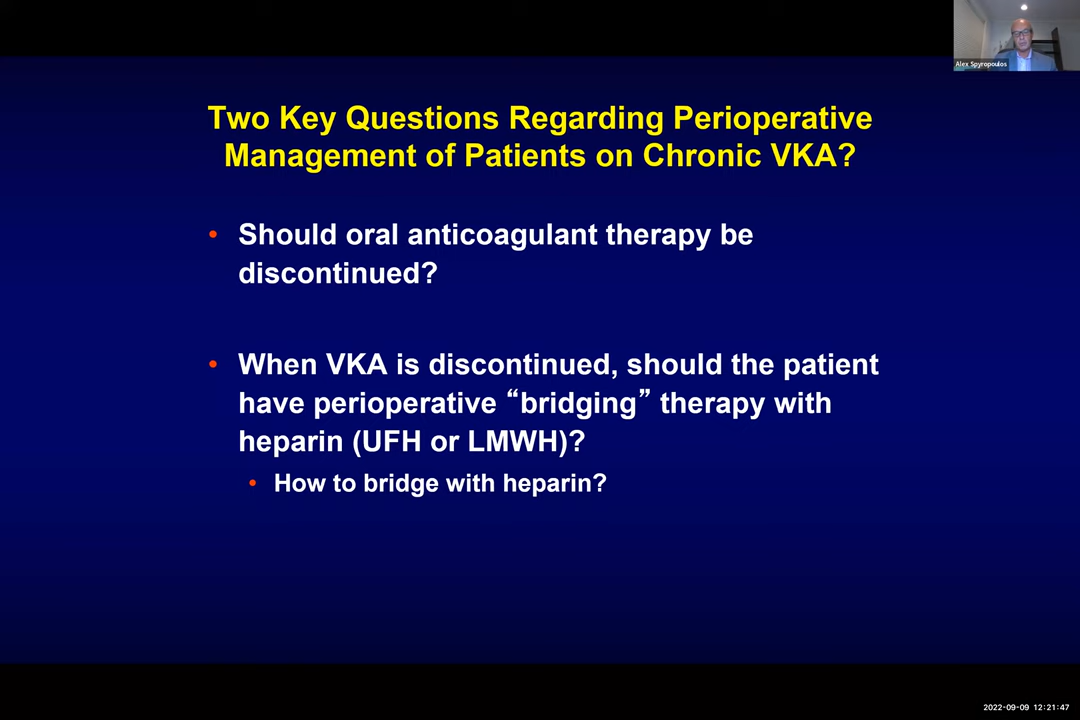 Alex Spyropoulos
Two Key Questions Regarding Perioperative
Management of Patients on Chronic VKA?
• Should oral anticoagulant therapy be
discontinued?
• When VKA is discontinued, should the patient
have perioperative “bridging” therapy with
heparin (UFH or LMWH)?
• How to bridge with heparin?
2022-09-09 12:21:47